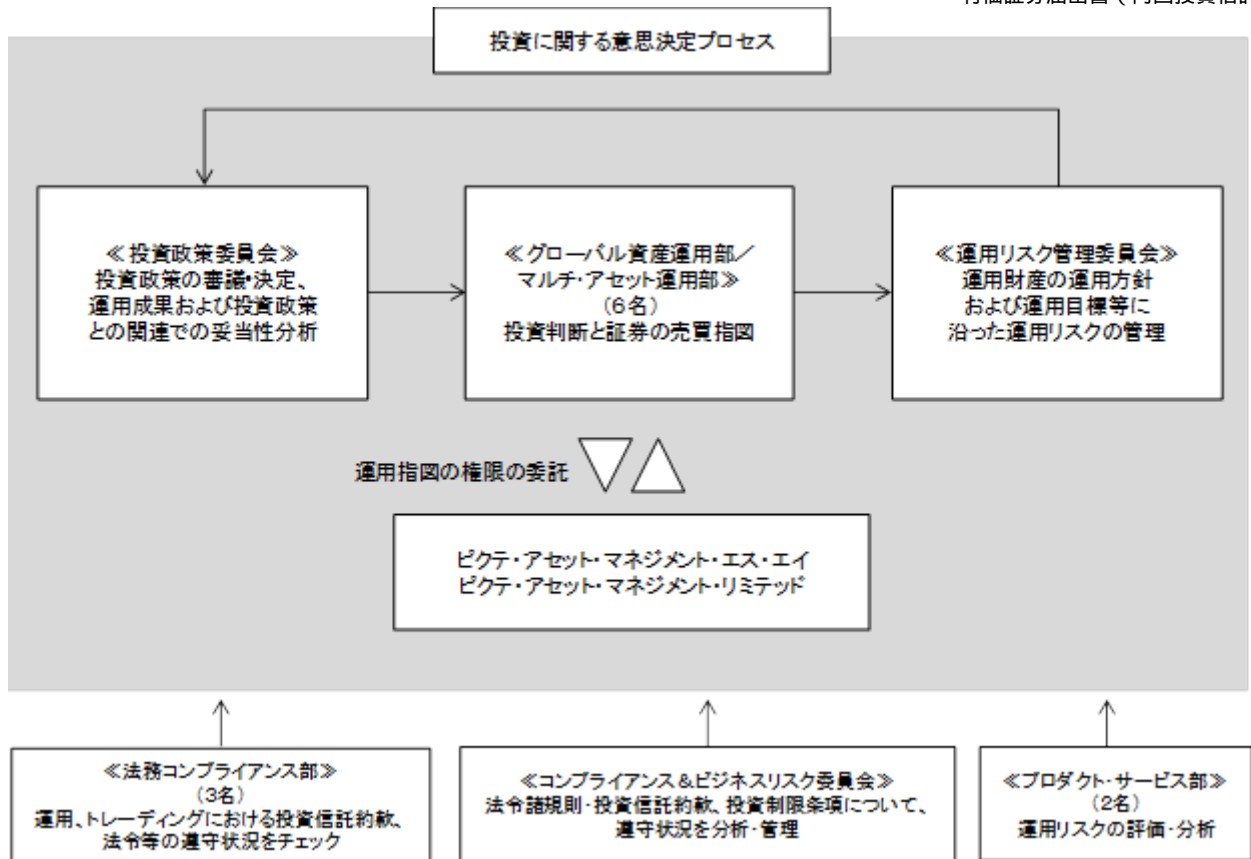 投資に関する意思決定プロセス
≪投資政策委員会≫
投資政策の審議・決定、
運用成果および投資政策
との関連での妥当性分析
≪グローバル資産運用部／
マルチ・アセット運用部≫
(6名)
投資判断と証券の売買指図
≪運用リスク管理委員会≫
運用財産の運用方針
および運用目標等に
沿った運用リスクの管理
運用指図の権限の委託
ピクテ・アセット・マネジメント・エス・エイ
ピクテ・アセット・マネジメント・リミテッド
≪法務コンプライアンス部≫
(3名)
運用、トレーディングにおける投資信託約款、
法令等の遵守状況をチェック
≪コンプライアンス＆ビジネスリスク委員会≫
法令諸規則・投資信託約款、投資制限条項について、
遵守状況を分析・管理
≪プロダクト・サービス部≫
(2名)
運用リスクの評価・分析